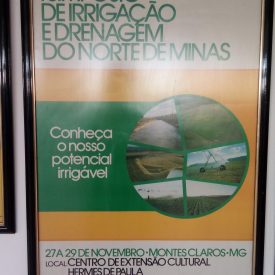 DE IRRIGAÇÃO
E DRENAGEM
DO NORTE DE MINAS
Conheça
o nosso
potencial
irrigável
27 A 29 DE NOVEMBRO • MONTES CLAROS • MG
LOCAL CENTRO DE EXTENSÃO CULTURAL
HERMES DE PAULA